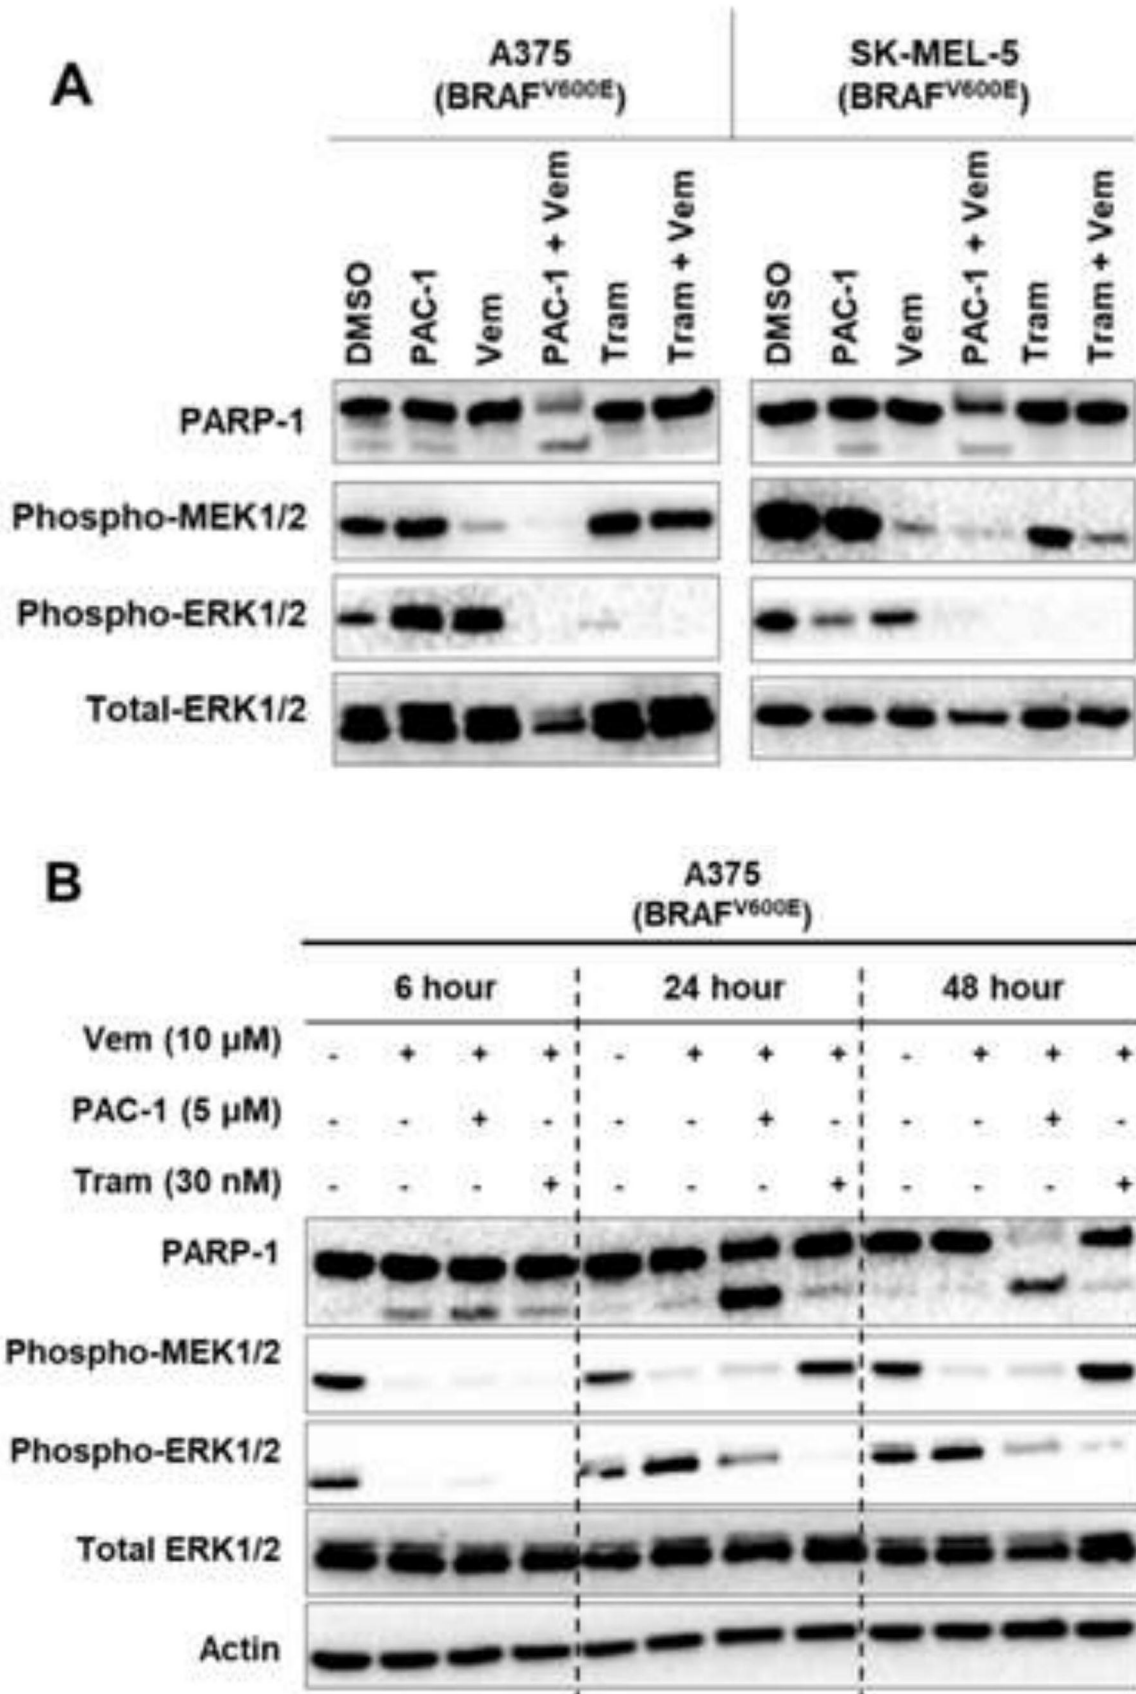 A
A375
(BRAFV600E)
SK-MEL-5
(BRAFV600E)
DMSO
PAC-1
Vem
PAC-1 + Vem
Tram
Tram + Vem
DMSO
PAC-1
Vem
PAC-1 + Vem
Tram
Tram + Vem
PARP-1
Phospho-MEK1/2
Phospho-ERK1/2
Total-ERK1/2
B
A375
(BRAFV600E)
6 hour 24 hour 48 hour
Vem (10 µM) - + + + - + + + - + + +
PAC-1 (5 µM) - - + - - - + - - - + -
Tram (30 nM) - - - + - - - + - - - +
PARP-1
Phospho-MEK1/2
Phospho-ERK1/2
Total ERK1/2
Actin